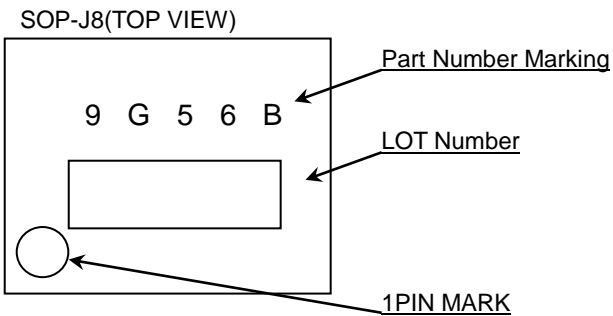 SOP-J8(TOP VIEW)
Part Number Marking
9 G 5 6 B
LOT Number
1PIN MARK